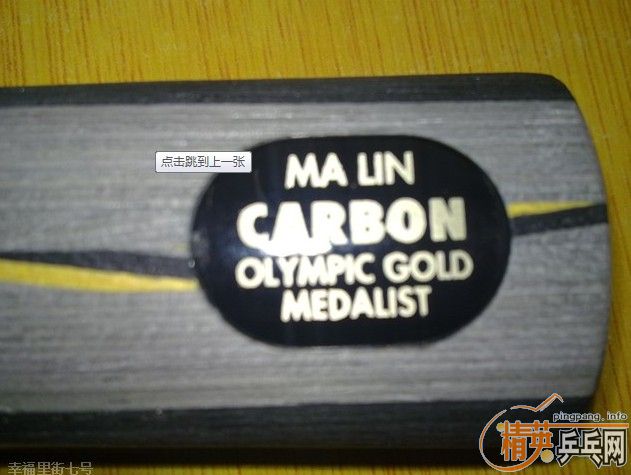 点击跳到上一张
MA LIN
CARBON
OLYMPIC GOLD
MEDALIST
pingpang.info
精英乒乓网
幸福里街七号